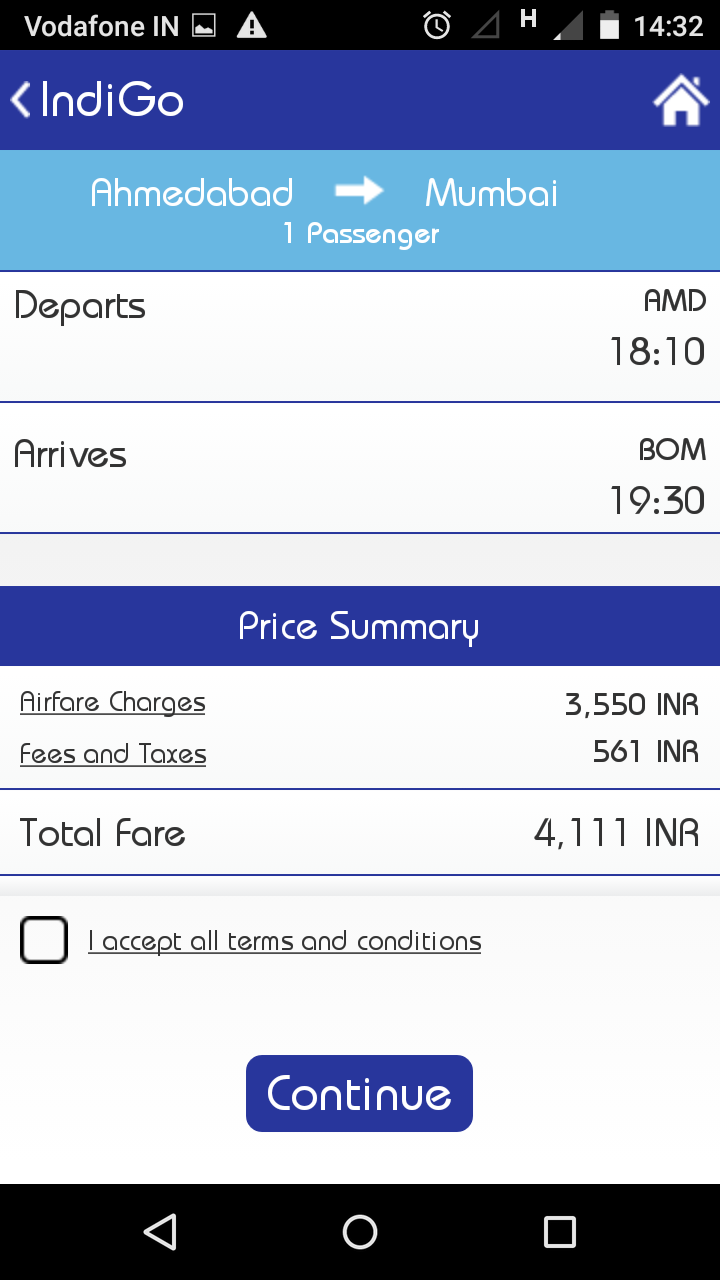 Vodafone IN H 14:32
IndiGo
Ahmedabad Mumbai
1 Passenger
Departs AMD
18:10
Arrives BOM
19:30
Price Summary
Airfare Charges 3,550 INR
Fees and Taxes 561 INR
Total Fare 4,111 INR
I accept all terms and conditions
Continue